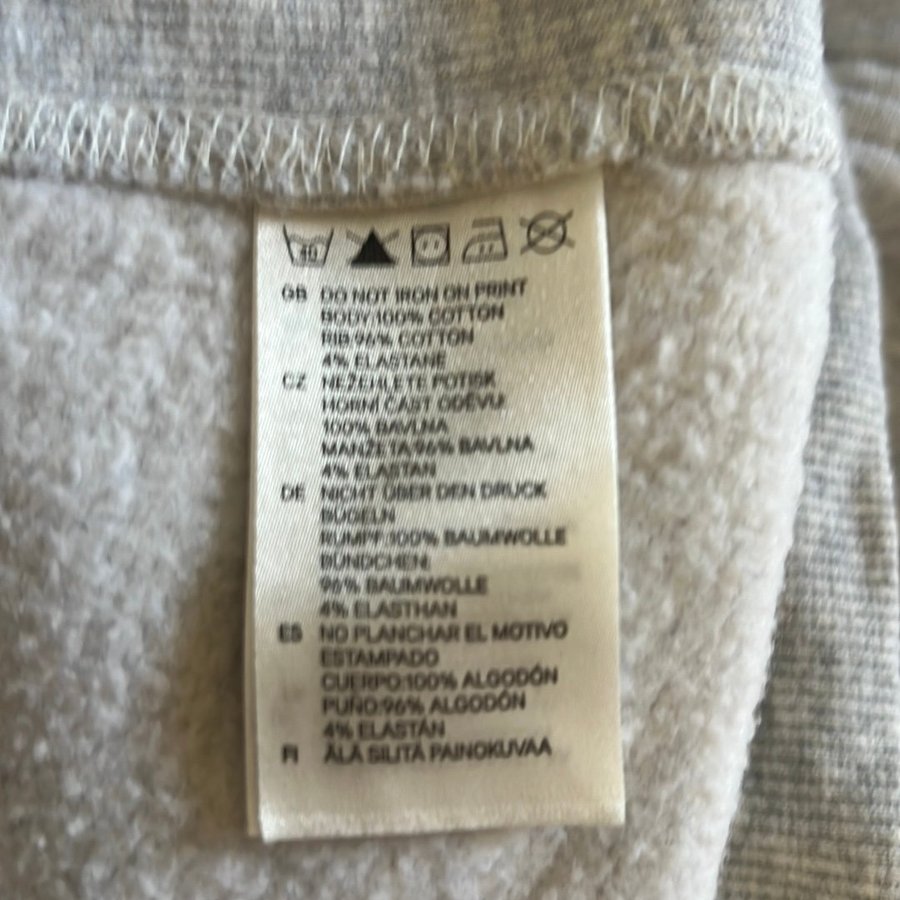 40
GB DO NOT IRON ON PRINT
BODY:100% COTTON
RIB:96% COTTON
4% ELASTANE
CZ NEŽEHLETE POTISK
HORNÍ ČÁST ODĚVU:
100% BAVLNA
MANŽETA:96% BAVLNA
4% ELASTAN
DE NICHT ÜBER DEN DRUCK
BÜGELN
RUMPF:100% BAUMWOLLE
BÜNDCHEN:
96% BAUMWOLLE
4% ELASTHAN
ES NO PLANCHAR EL MOTIVO
ESTAMPADO
CUERPO:100% ALGODÓN
PUÑO:96% ALGODÓN
4% ELASTÁN
FI ÄLÄ SILITÄ PAINOKUVAA